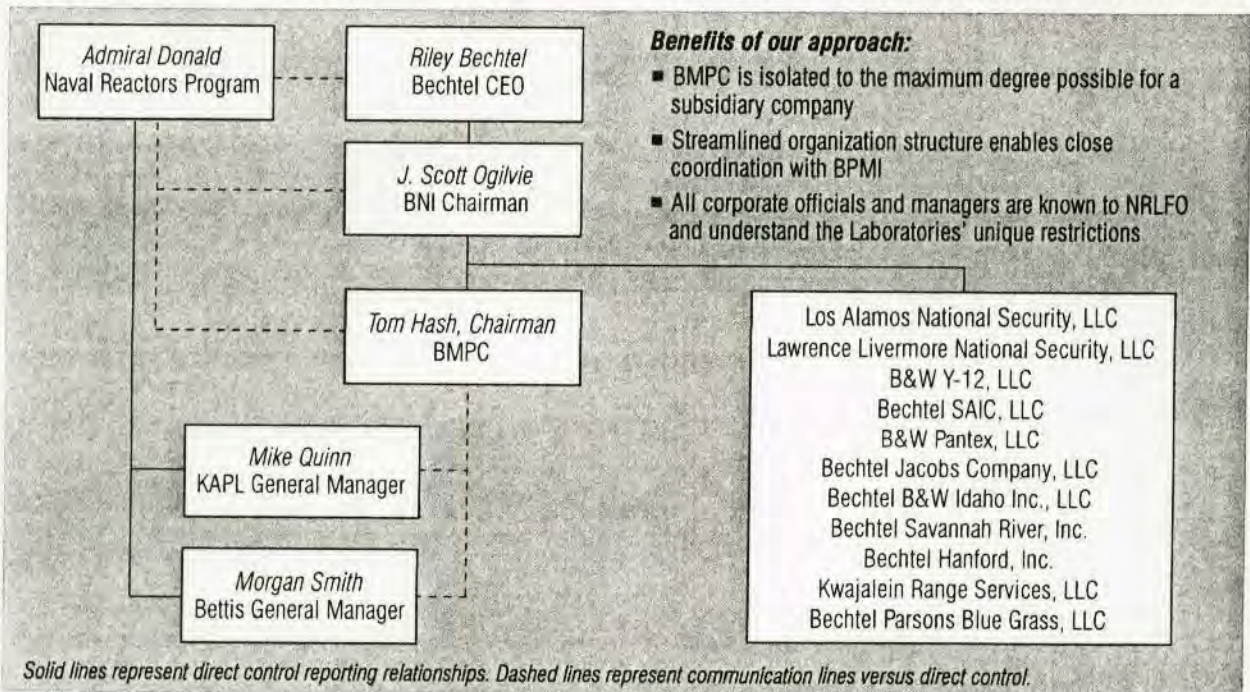 Admiral Donald
Naval Reactors Program
Riley Bechtel
Bechtel CEO
J. Scott Ogilvie
BNI Chairman
Tom Hash, Chairman
BMPC
Mike Quinn
KAPL General Manager
Morgan Smith
Bettis General Manager
Benefits of our approach:
■ BMPC is isolated to the maximum degree possible for a
subsidiary company
■ Streamlined organization structure enables close
coordination with BPMI
■ All corporate officials and managers are known to NRLFO
and understand the Laboratories' unique restrictions
Los Alamos National Security, LLC
Lawrence Livermore National Security, LLC
B&W Y-12, LLC
Bechtel SAIC, LLC
B&W Pantex, LLC
Bechtel Jacobs Company, LLC
Bechtel B&W Idaho Inc., LLC
Bechtel Savannah River, Inc.
Bechtel Hanford, Inc.
Kwajalein Range Services, LLC
Bechtel Parsons Blue Grass, LLC
Solid lines represent direct control reporting relationships. Dashed lines represent communication lines versus direct control.